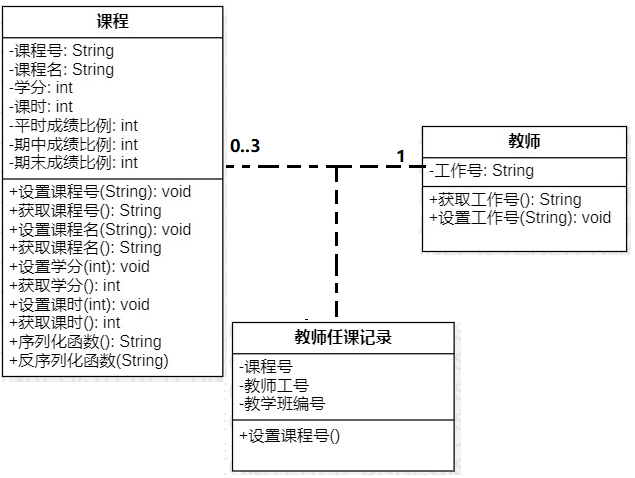 课程
-课程号: String
-课程名: String
-学分: int
-课时: int
-平时成绩比例: int
-期中成绩比例: int
-期末成绩比例: int
+设置课程号(String): void
+获取课程号(): String
+设置课程名(String): void
+获取课程名(): String
+设置学分(int): void
+获取学分(): int
+设置课时(int): void
+获取课时(): int
+序列化函数(): String
+反序列化函数(String)
0..3
1
教师
-工作号: String
+获取工作号(): String
+设置工作号(String): void
教师任课记录
-课程号
-教师工号
-教学班编号
+设置课程号()